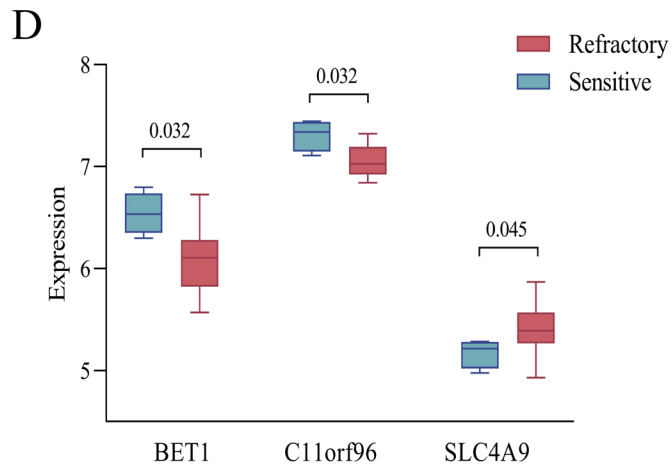 D
Refractory
Sensitive
8
7
6
5
Expression
0.032
0.032
0.045
BET1
C11orf96
SLC4A9